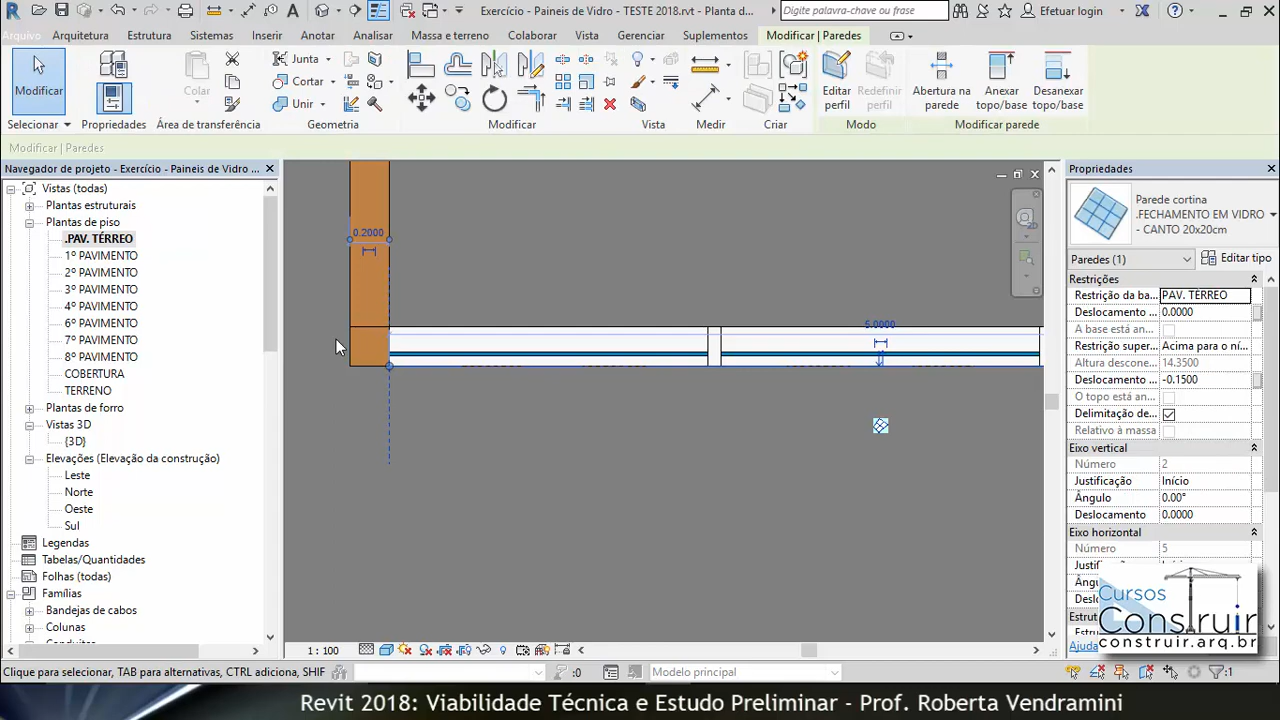 Exercício - Paineis de Vidro - TESTE 2018.rvt - Planta d...
Digite palavra-chave ou frase
Efetuar login
Arquivo Arquitetura Estrutura Sistemas Inserir Anotar Analisar Massa e terreno Colaborar Vista Gerenciar Suplementos Modificar | Paredes
Modificar
Colar
Junta
Cortar
Unir
Editar perfil
Redefinir perfil
Abertura na parede
Anexar topo/base
Desanexar topo/base
Selecionar Propriedades Área de transferência Geometria Modificar Vista Medir Criar Modo Modificar parede
Modificar | Paredes
Navegador de projeto - Exercício - Paineis de Vidro ...
Vistas (todas)
Plantas estruturais
Plantas de piso
.PAV. TÉRREO
1º PAVIMENTO
2º PAVIMENTO
3º PAVIMENTO
4º PAVIMENTO
6º PAVIMENTO
7º PAVIMENTO
8º PAVIMENTO
COBERTURA
TERRENO
Plantas de forro
Vistas 3D
{3D}
Elevações (Elevação da construção)
Leste
Norte
Oeste
Sul
Legendas
Tabelas/Quantidades
Folhas (todas)
Famílias
Bandejas de cabos
Colunas
0.2000
5.0000
2D
Propriedades
Parede cortina
.FECHAMENTO EM VIDRO
- CANTO 20x20cm
Paredes (1)
Editar tipo
Restrições
Restrição da ba... PAV. TÉRREO
Deslocamento ... 0.0000
A base está an...
Restrição super... Acima para o ní...
Altura descone... 14.3500
Deslocamento ... -0.1500
O topo está an...
Delimitação de...
Relativo à massa
Eixo vertical
Número 2
Justificação Início
Ângulo 0.00°
Deslocamento 0.0000
Eixo horizontal
Número 5
Ajuda
Cursos
Construir
construir.arq.br
1 : 100
Clique para selecionar, TAB para alternativas, CTRL adiciona, SHIF
:0
Modelo principal
:1
Revit 2018: Viabilidade Técnica e Estudo Preliminar - Prof. Roberta Vendramini